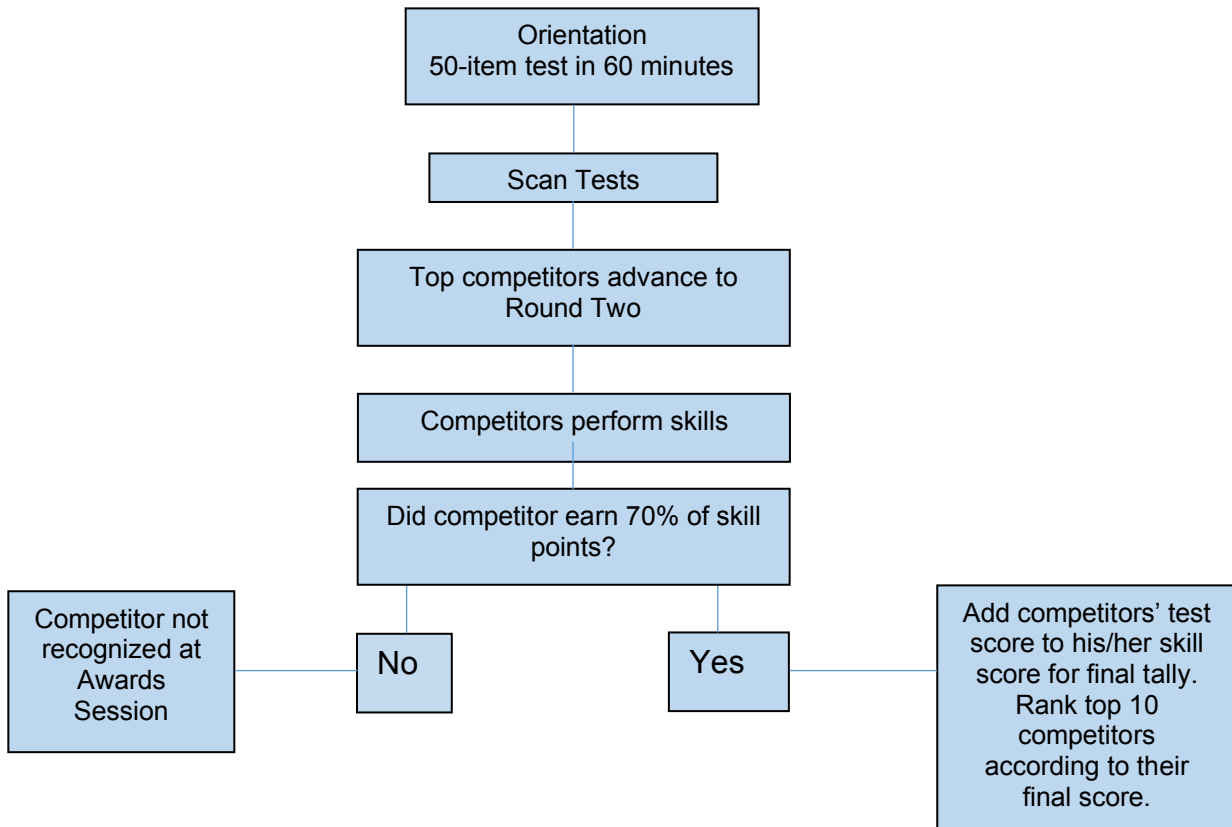 Orientation
50-item test in 60 minutes
Scan Tests
Top competitors advance to
Round Two
Competitors perform skills
Did competitor earn 70% of skill
points?
Competitor not
recognized at
Awards
Session
No
Yes
Add competitors’ test
score to his/her skill
score for final tally.
Rank top 10
competitors
according to their
final score.